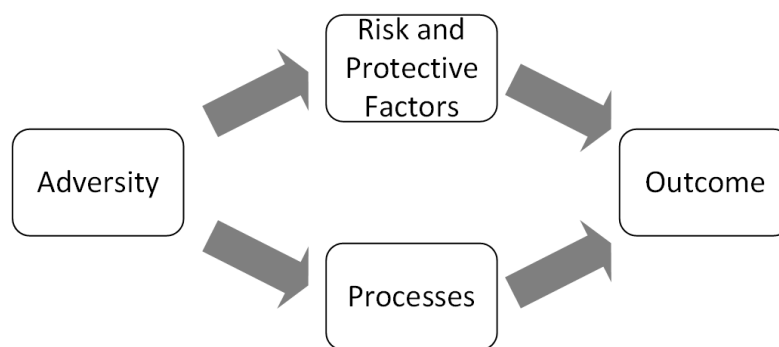 Risk and
Protective
Factors
Adversity
Outcome
Processes